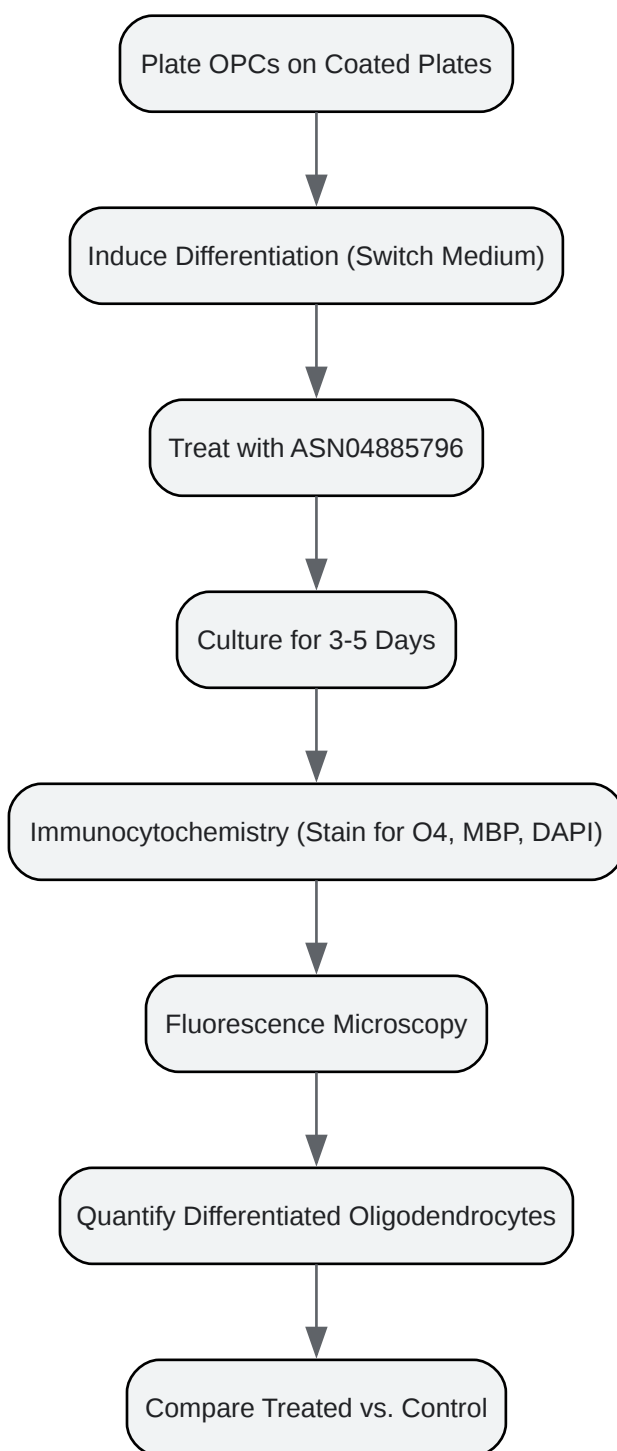 Plate OPCs on Coated Plates
Induce Differentiation (Switch Medium)
Treat with ASN04885796
Culture for 3-5 Days
Immunocytochemistry (Stain for O4, MBP, DAPI)
Fluorescence Microscopy
Quantify Differentiated Oligodendrocytes
Compare Treated vs. Control